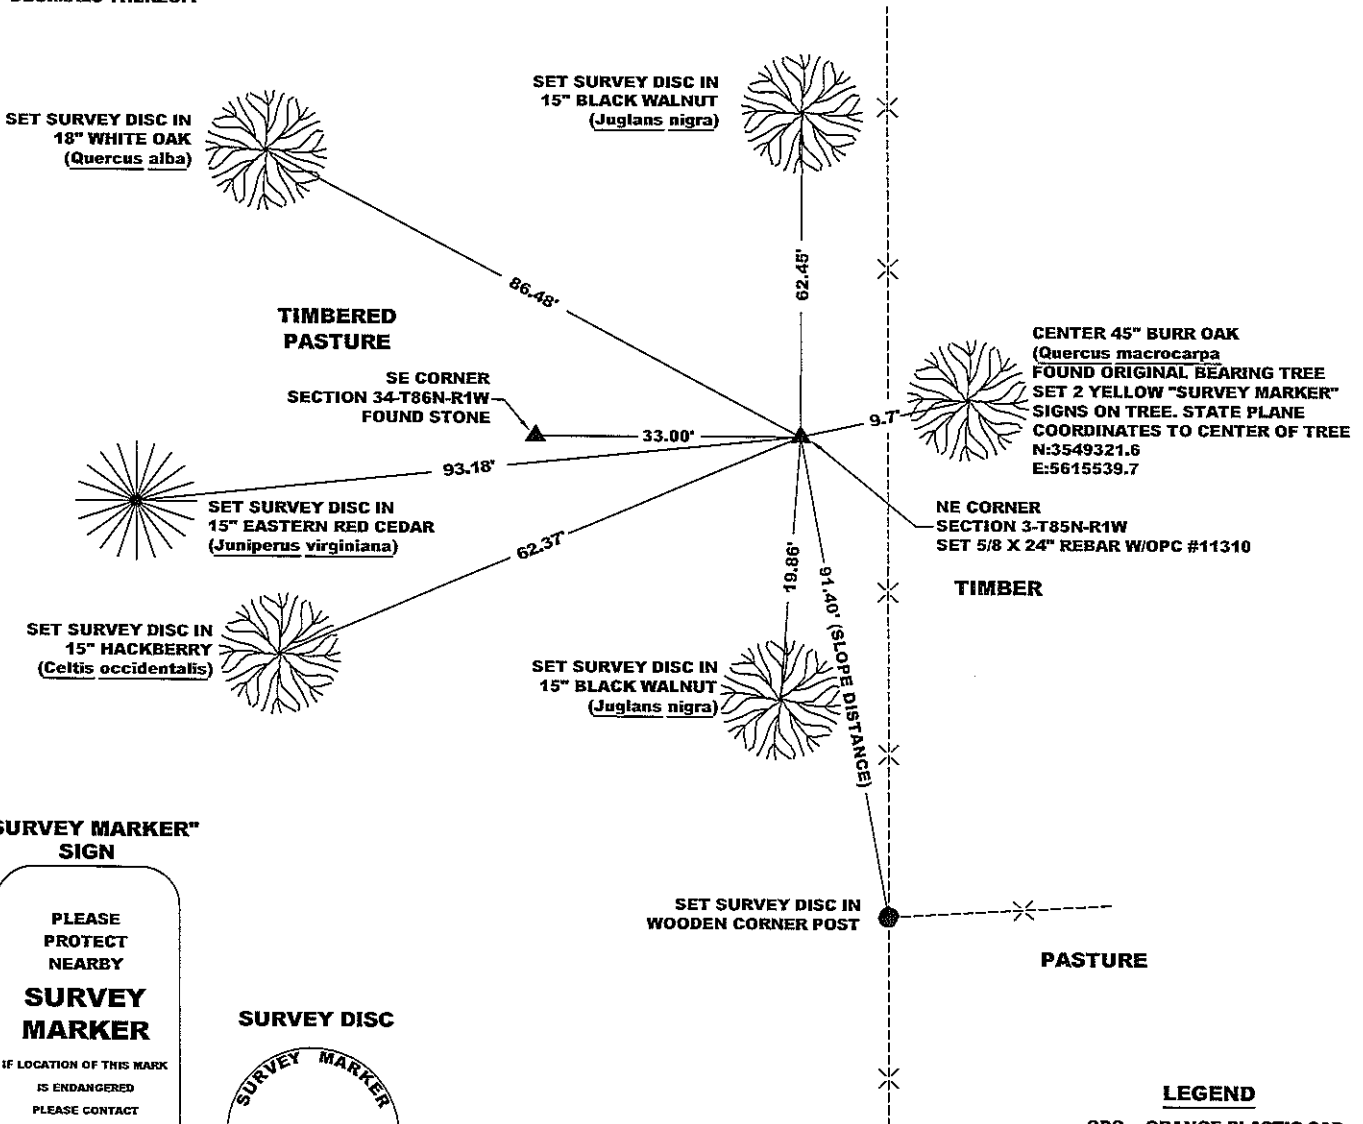 SET SURVEY DISC IN
18" WHITE OAK
(Quercus alba)
SET SURVEY DISC IN
15" BLACK WALNUT
(Juglans nigra)
86.48'
62.45'
TIMBERED
PASTURE
SE CORNER
SECTION 34-T86N-R1W
FOUND STONE
33.00'
9.7'
CENTER 45" BURR OAK
(Quercus macrocarpa
FOUND ORIGINAL BEARING TREE
SET 2 YELLOW "SURVEY MARKER"
SIGNS ON TREE. STATE PLANE
COORDINATES TO CENTER OF TREE
N:3549321.6
E:5615539.7
93.18'
SET SURVEY DISC IN
15" EASTERN RED CEDAR
(Juniperus virginiana)
62.37'
19.86'
91.40' (SLOPE DISTANCE)
NE CORNER
SECTION 3-T85N-R1W
SET 5/8 X 24" REBAR W/OPC #11310
TIMBER
SET SURVEY DISC IN
15" HACKBERRY
(Celtis occidentalis)
SET SURVEY DISC IN
15" BLACK WALNUT
(Juglans nigra)
SURVEY MARKER"
SIGN
PLEASE
PROTECT
NEARBY
SURVEY
MARKER
IF LOCATION OF THIS MARK
IS ENDANGERED
PLEASE CONTACT
SURVEY DISC
SURVEY MARKER
SET SURVEY DISC IN
WOODEN CORNER POST
PASTURE
LEGEND